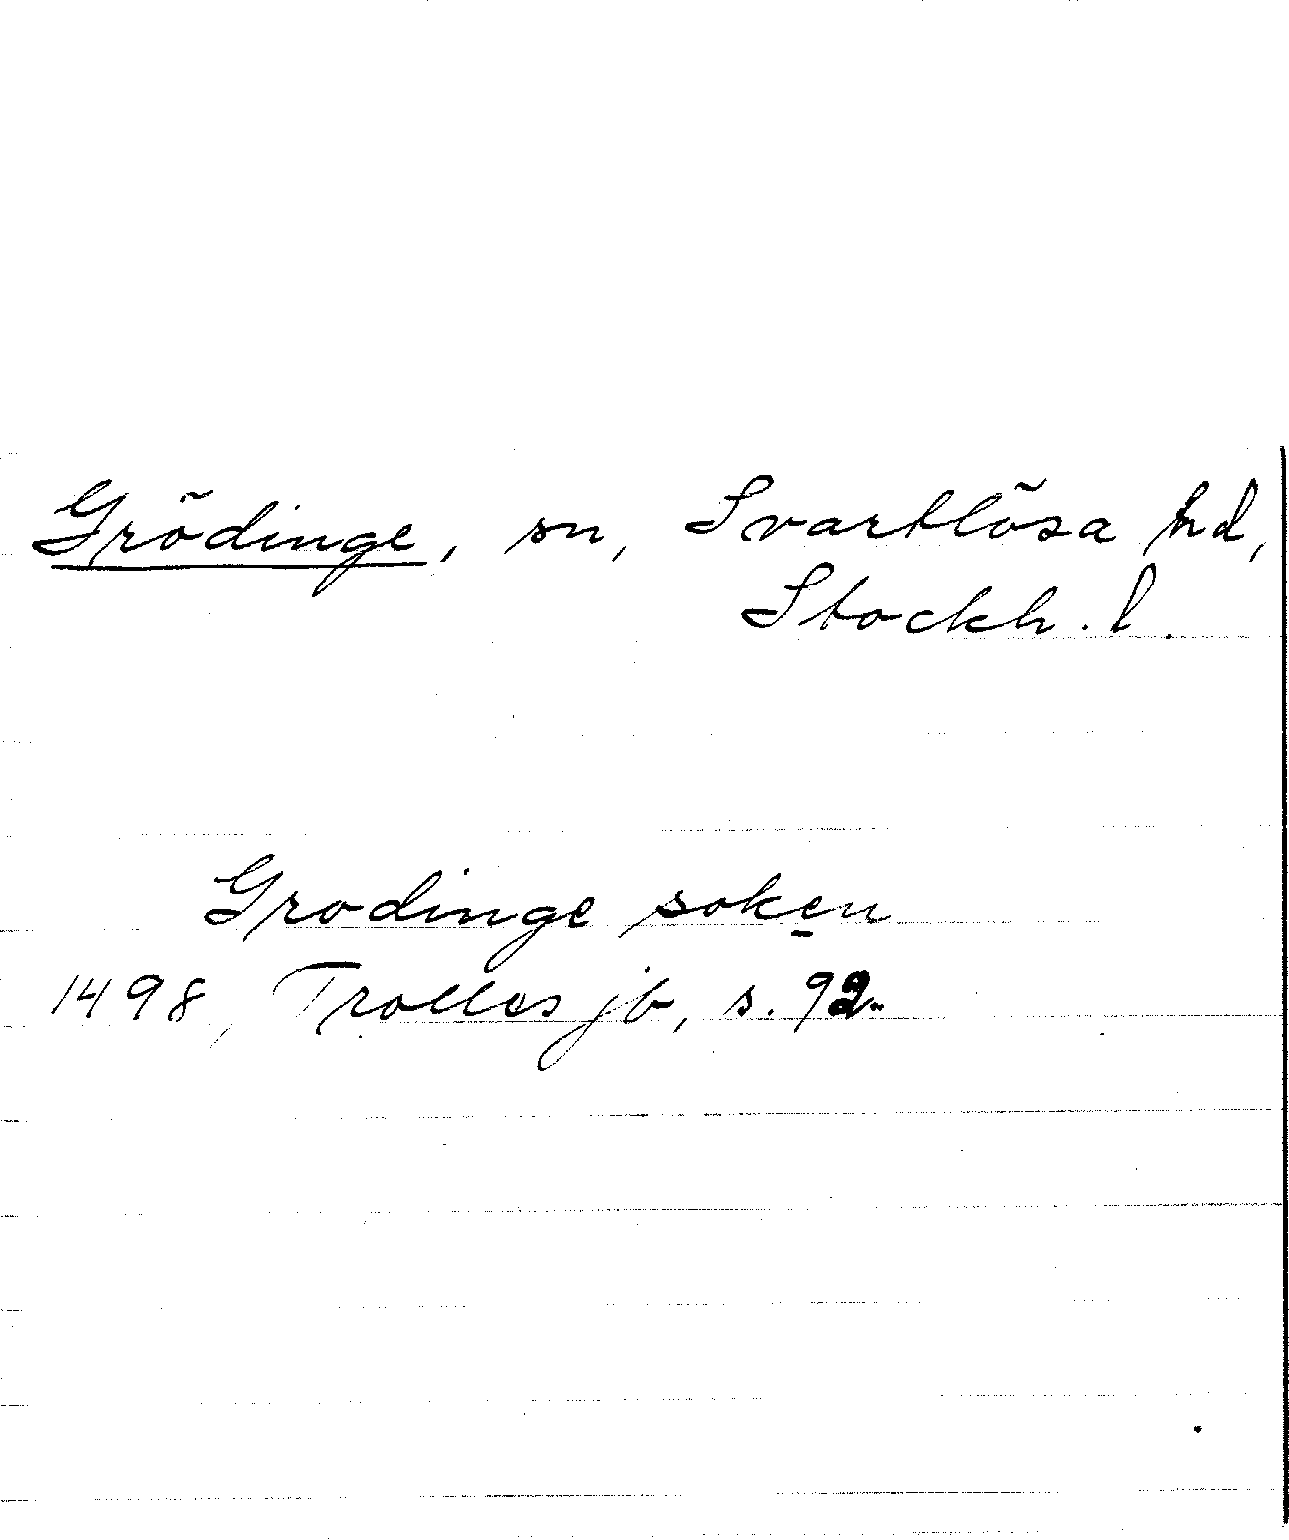 Grödinge, sn, Svartlösa hd,
Stockh. l.
Grodinge soken
1498, Trolles jb, s. 92.